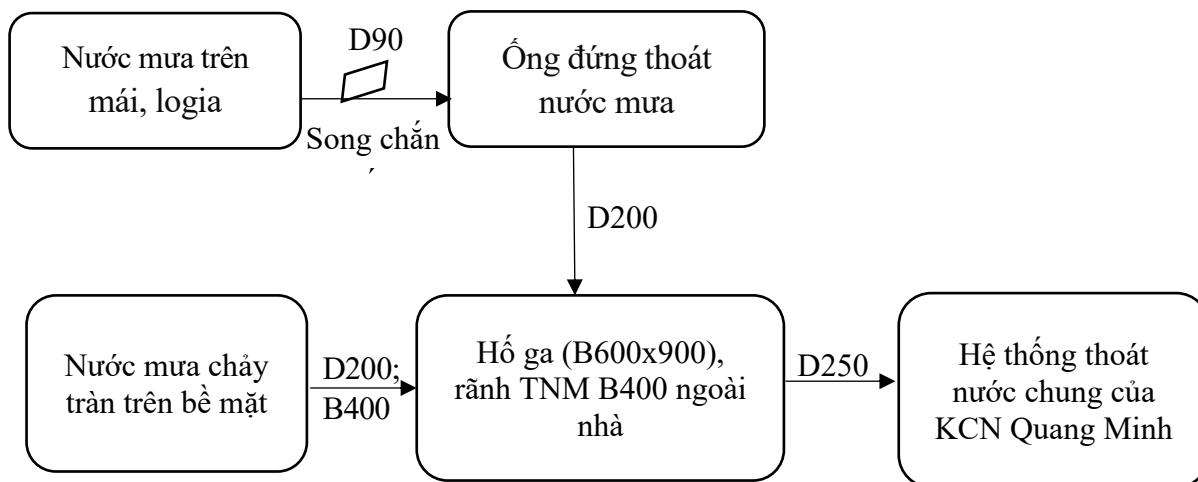 Nước mưa trên
mái, logia
D90
Song chắn
Ống đứng thoát
nước mưa
D200
Nước mưa chảy
tràn trên bề mặt
D200;
B400
Hố ga (B600x900),
rãnh TNM B400 ngoài
nhà
D250
Hệ thống thoát
nước chung của
KCN Quang Minh